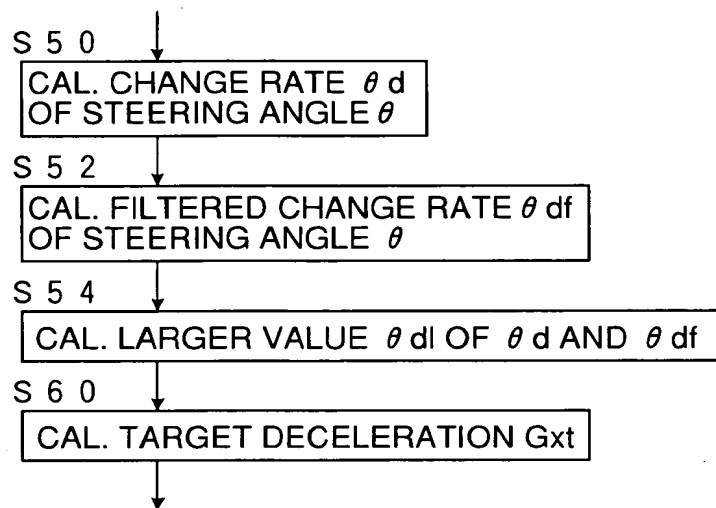 S 5 0
CAL. CHANGE RATE θ d
OF STEERING ANGLE θ
S 5 2
CAL. FILTERED CHANGE RATE θ df
OF STEERING ANGLE θ
S 5 4
CAL. LARGER VALUE θ dl OF θ d AND θ df
S 6 0
CAL. TARGET DECELERATION Gxt